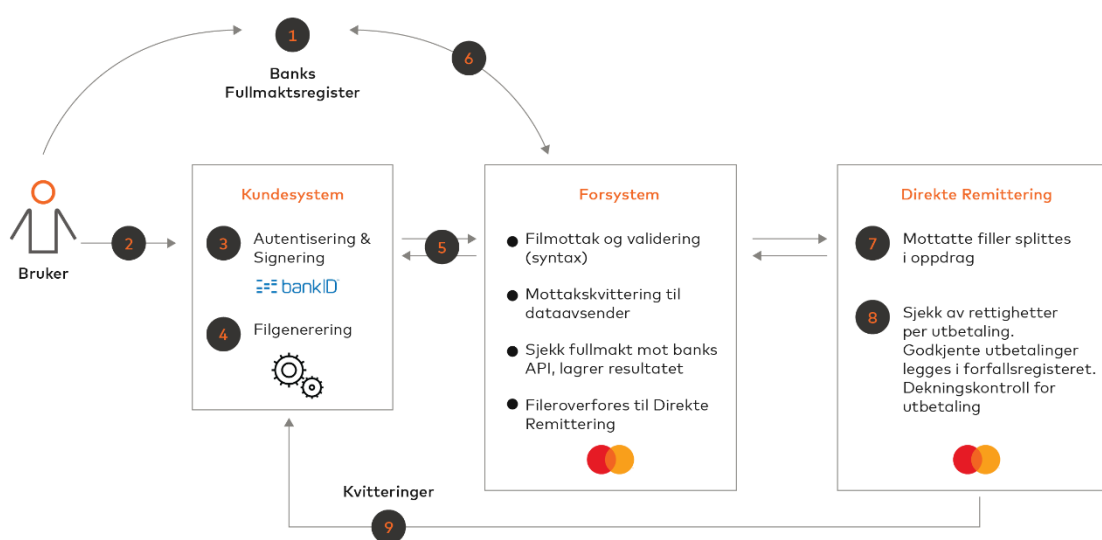 1
Banks
Fullmaktsregister
6
Bruker
2
Kundesystem
3
Autentisering &
Signering
bankID
4
Filgenerering
5
Forsystem
Filmottak og validering
(syntax)
Mottakskvittering til
dataavsender
Sjekk fullmakt mot banks
API, lagrer resultatet
Fileroverfores til Direkte
Remittering
Direkte Remittering
7
Mottatte filler splittes
i oppdrag
8
Sjekk av rettighetter
per utbetaling.
Godkjente utbetalinger
legges i forfallsregisteret.
Dekningskontroll for
utbetaling
Kvitteringer
9